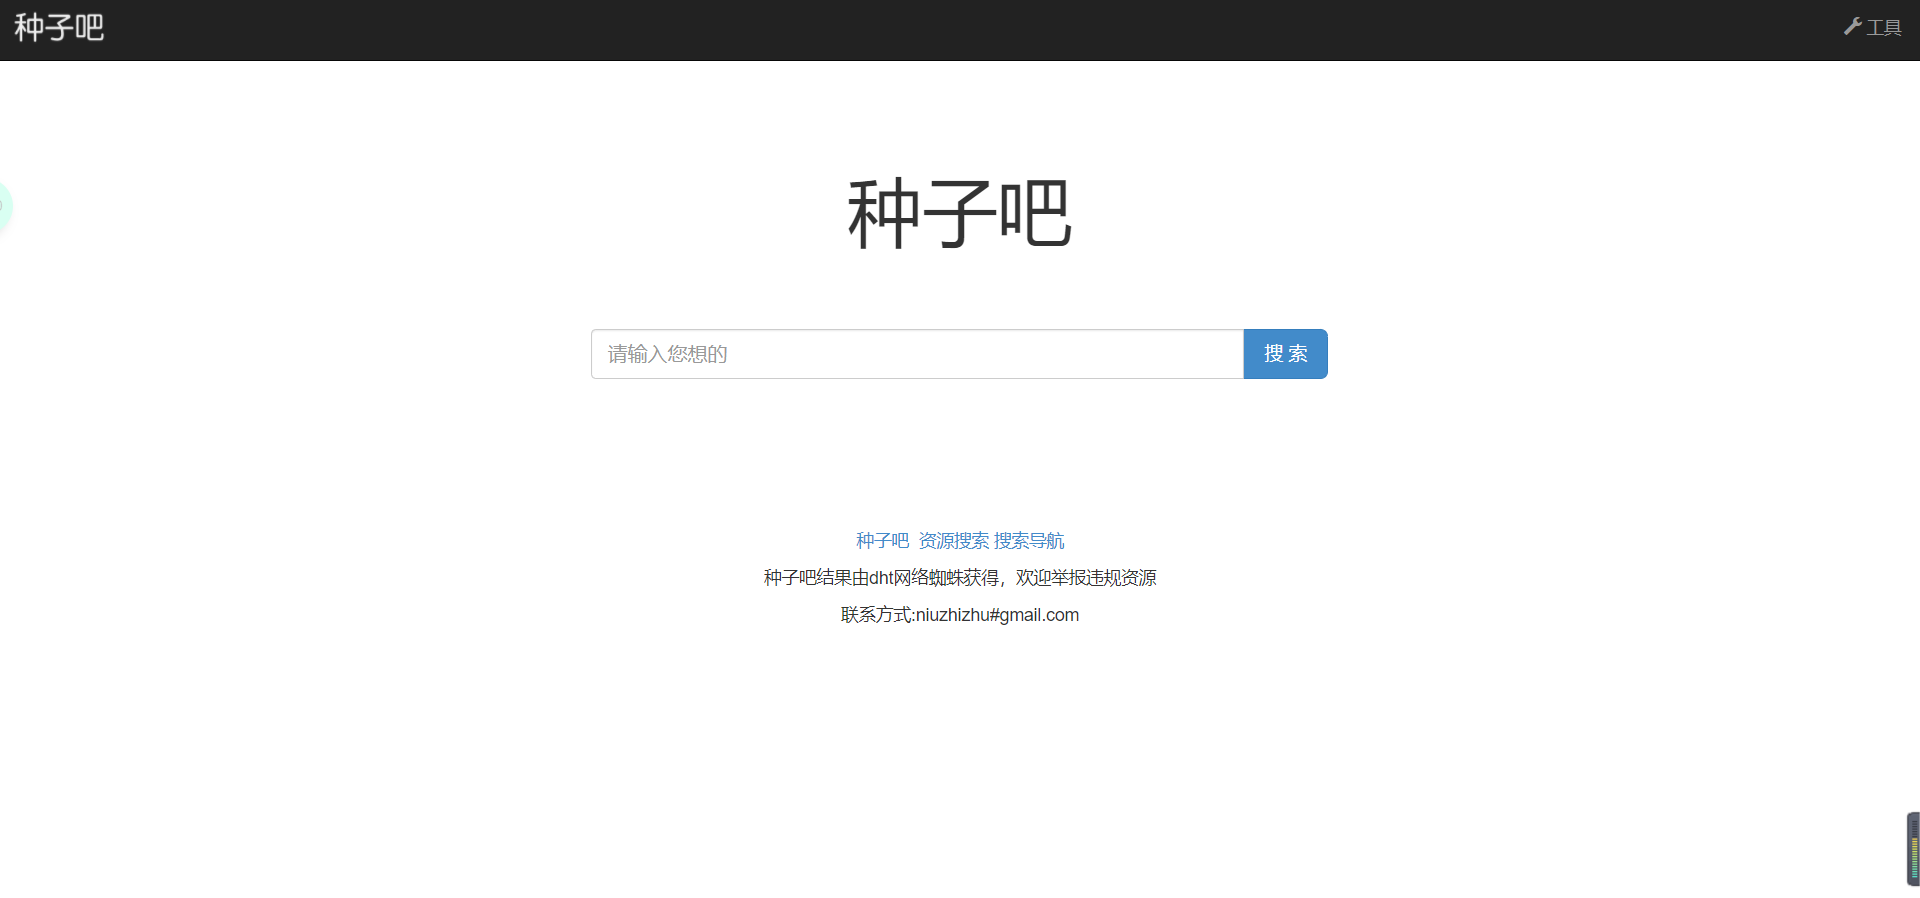 种子吧
工具
种子吧
请输入您想的
搜 索
种子吧 资源搜索 搜索导航
种子吧结果由dht网络蜘蛛获得，欢迎举报违规资源
联系方式:niuzhizhu#gmail.com